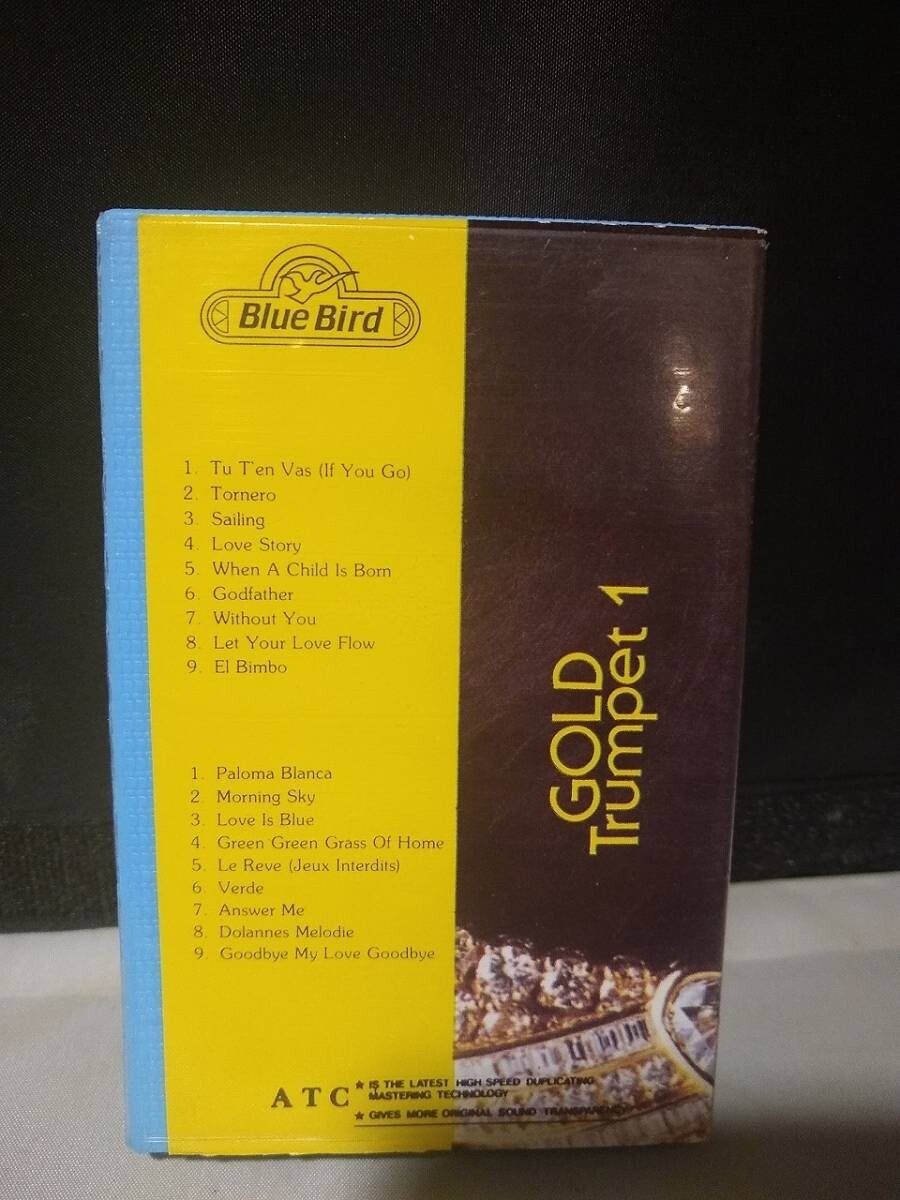 Blue Bird
1. Tu T'en Vas (If You Go)
2. Tornero
3. Sailing
4. Love Story
5. When A Child Is Born
6. Godfather
7. Without You
8. Let Your Love Flow
9. El Bimbo
1. Paloma Blanca
2. Morning Sky
3. Love Is Blue
4. Green Green Grass Of Home
5. Le Reve (Jeux Interdits)
6. Verde
7. Answer Me
8. Dolannes Melodie
9. Goodbye My Love Goodbye
GOLD
Trumpet 1
ATC
★ IS THE LATEST HIGH SPEED DUPLICATING
MASTERING TECHNOLOGY
★ GIVES MORE ORIGINAL SOUND TRANSPARENCY